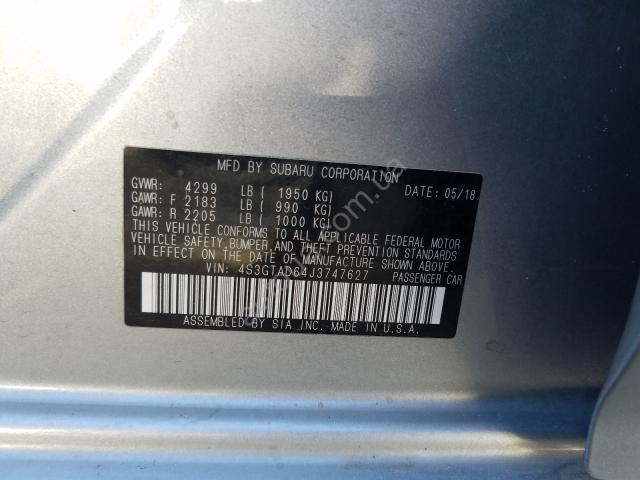 MFD BY SUBARU CORPORATION
GVWR: 4299 LB ( 1950 KG) DATE: 05/18
GAWR: F 2183 LB ( 990 KG)
GAWR: R 2205 LB ( 1000 KG)
THIS VEHICLE CONFORMS TO ALL APPLICABLE FEDERAL MOTOR
VEHICLE SAFETY, BUMPER, AND THEFT PREVENTION STANDARDS
IN EFFECT ON THE DATE OF MANUFACTURE SHOWN ABOVE.
VIN: 4S3GTAD64J3747627 PASSENGER CAR
ASSEMBLED BY SIA INC. MADE IN U.S.A.